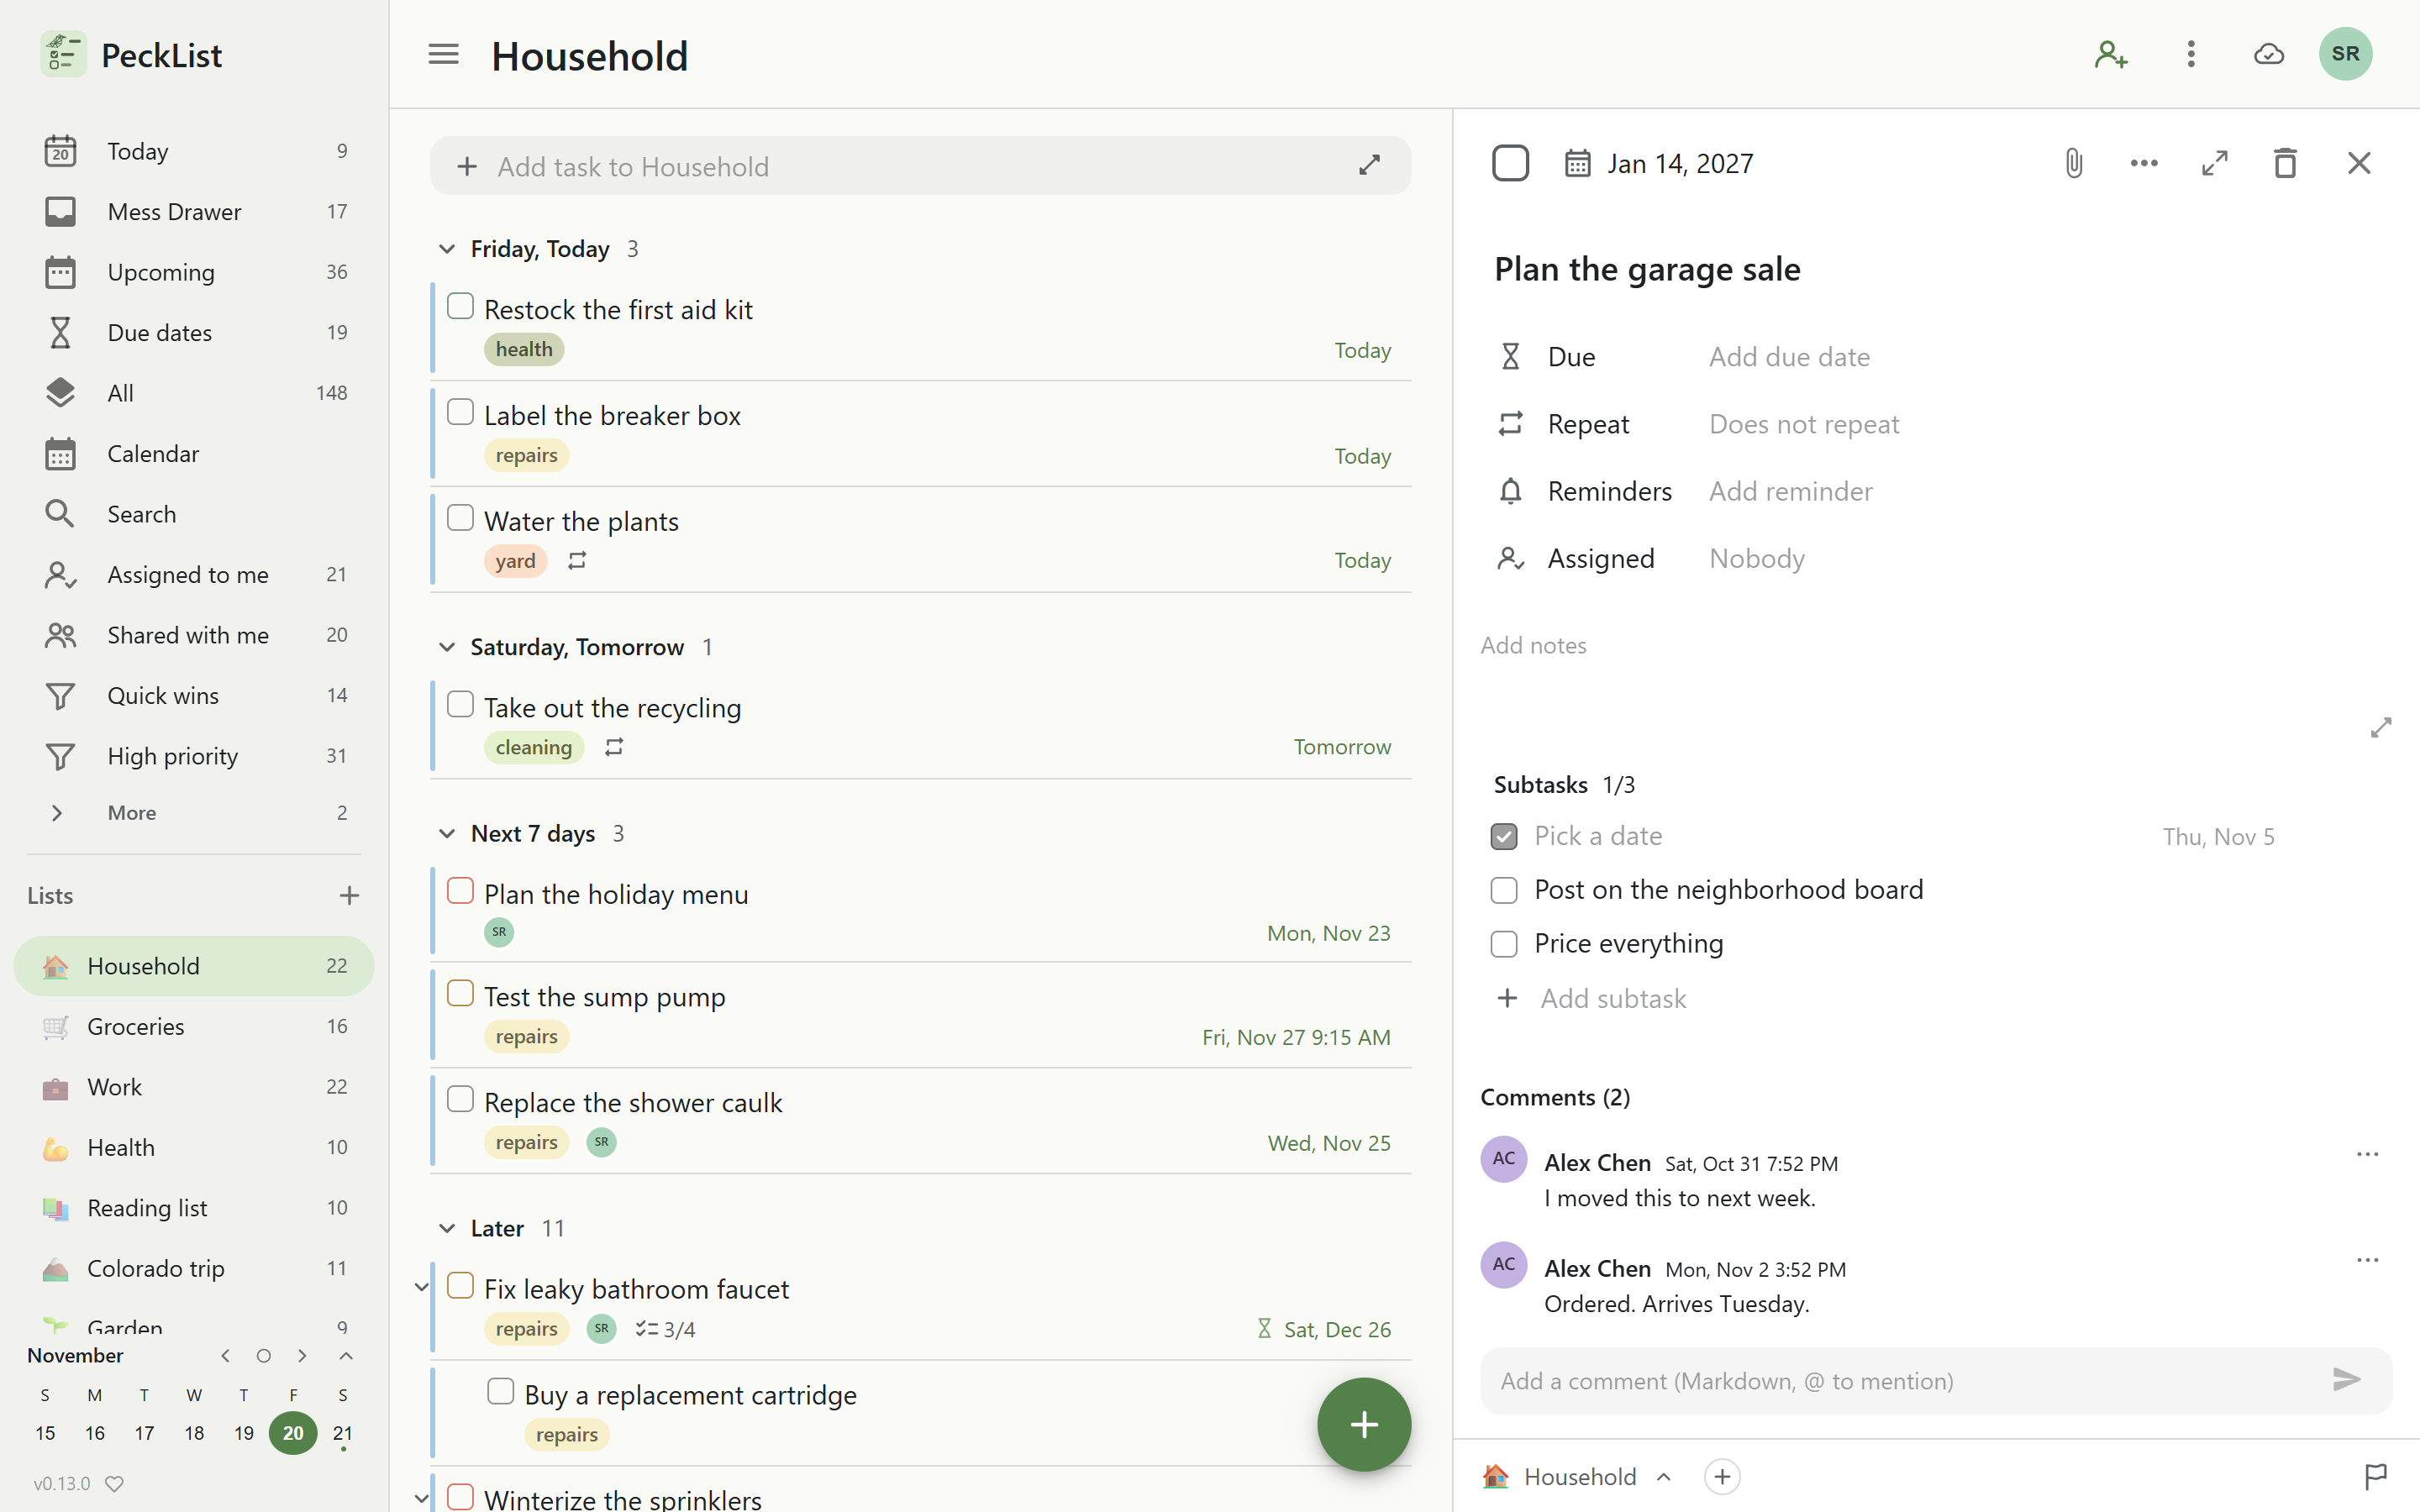 PeckList
20
Today 9
Mess Drawer 17
Upcoming 36
Due dates 19
All 148
Calendar
Search
Assigned to me 21
Shared with me 20
Quick wins 14
High priority 31
More 2
Lists
Household 22
Groceries 16
Work 22
Health 10
Reading list 10
Colorado trip 11
Garden 9
November
S M T W T F S
15 16 17 18 19 20 21
v0.13.0
Household
SR
Add task to Household
Friday, Today 3
Restock the first aid kit
health Today
Label the breaker box
repairs Today
Water the plants
yard Today
Saturday, Tomorrow 1
Take out the recycling
cleaning Tomorrow
Next 7 days 3
Plan the holiday menu
SR Mon, Nov 23
Test the sump pump
repairs Fri, Nov 27 9:15 AM
Replace the shower caulk
repairs SR Wed, Nov 25
Later 11
Fix leaky bathroom faucet
repairs SR 3/4 Sat, Dec 26
Buy a replacement cartridge
repairs
Winterize the sprinklers
Jan 14, 2027
Plan the garage sale
Due Add due date
Repeat Does not repeat
Reminders Add reminder
Assigned Nobody
Add notes
Subtasks 1/3
Pick a date Thu, Nov 5
Post on the neighborhood board
Price everything
Add subtask
Comments (2)
AC Alex Chen Sat, Oct 31 7:52 PM
I moved this to next week.
AC Alex Chen Mon, Nov 2 3:52 PM
Ordered. Arrives Tuesday.
Add a comment (Markdown, @ to mention)
Household